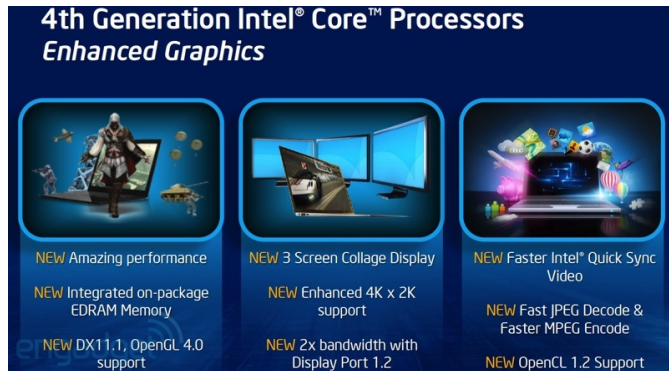 4th Generation Intel® Core™ Processors
Enhanced Graphics
NEW Amazing performance
NEW Integrated on-package
EDRAM Memory
NEW DX11.1, OpenGL 4.0
support
NEW 3 Screen Collage Display
NEW Enhanced 4K x 2K
support
NEW 2x bandwidth with
Display Port 1.2
NEW Faster Intel® Quick Sync
Video
NEW Fast JPEG Decode &
Faster MPEG Encode
NEW OpenCL 1.2 Support
engadget